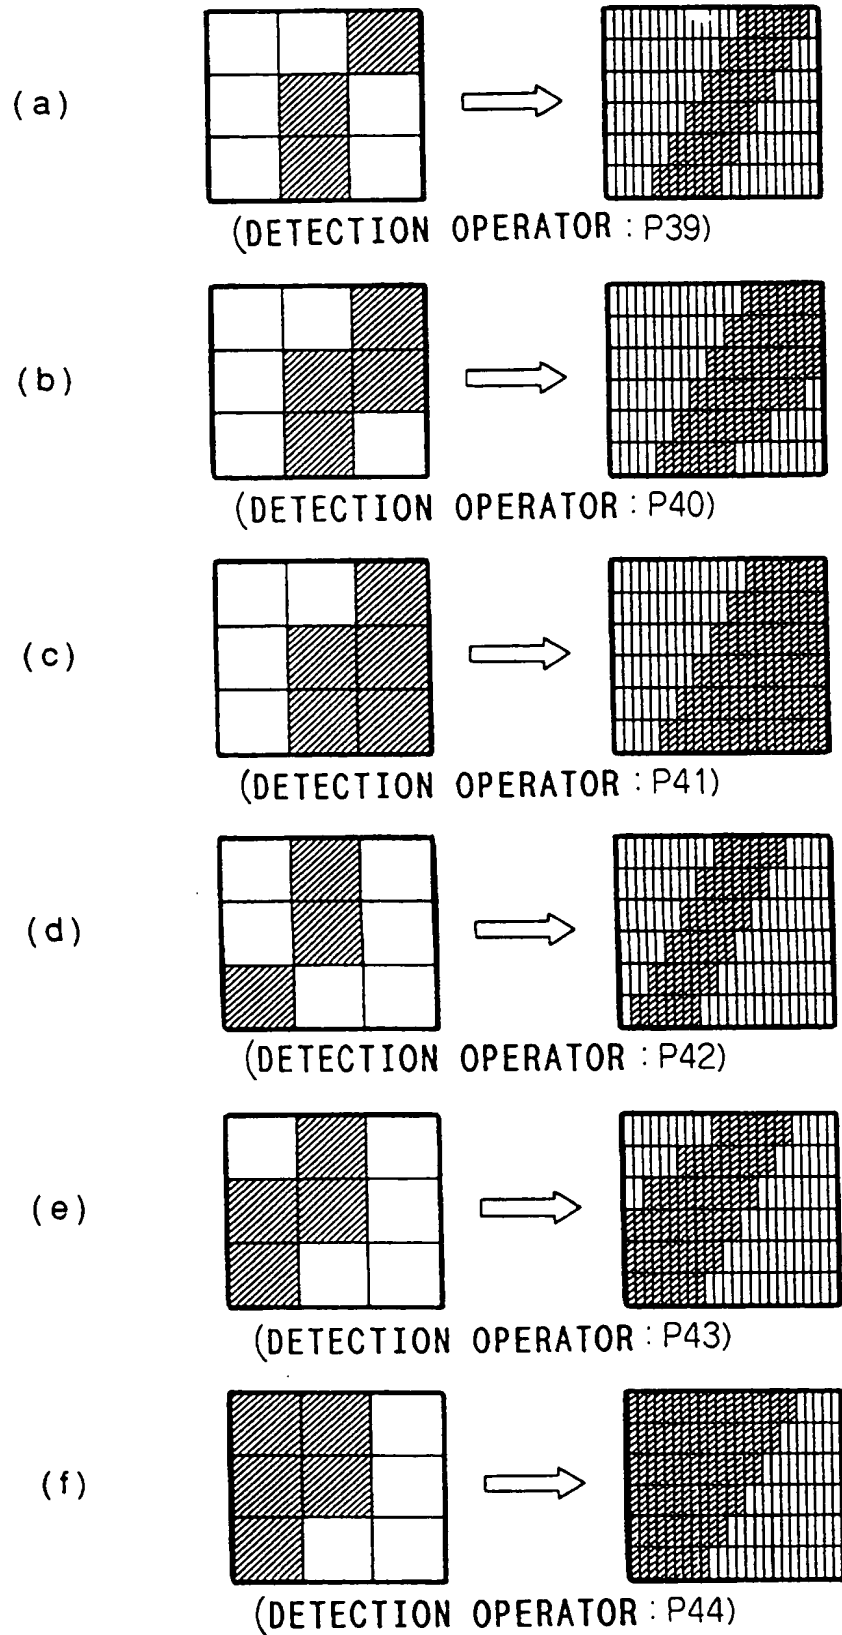 (a)
(DETECTION OPERATOR : P39)
(b)
(DETECTION OPERATOR : P40)
(c)
(DETECTION OPERATOR : P41)
(d)
(DETECTION OPERATOR : P42)
(e)
(DETECTION OPERATOR : P43)
(f)
(DETECTION OPERATOR : P44)